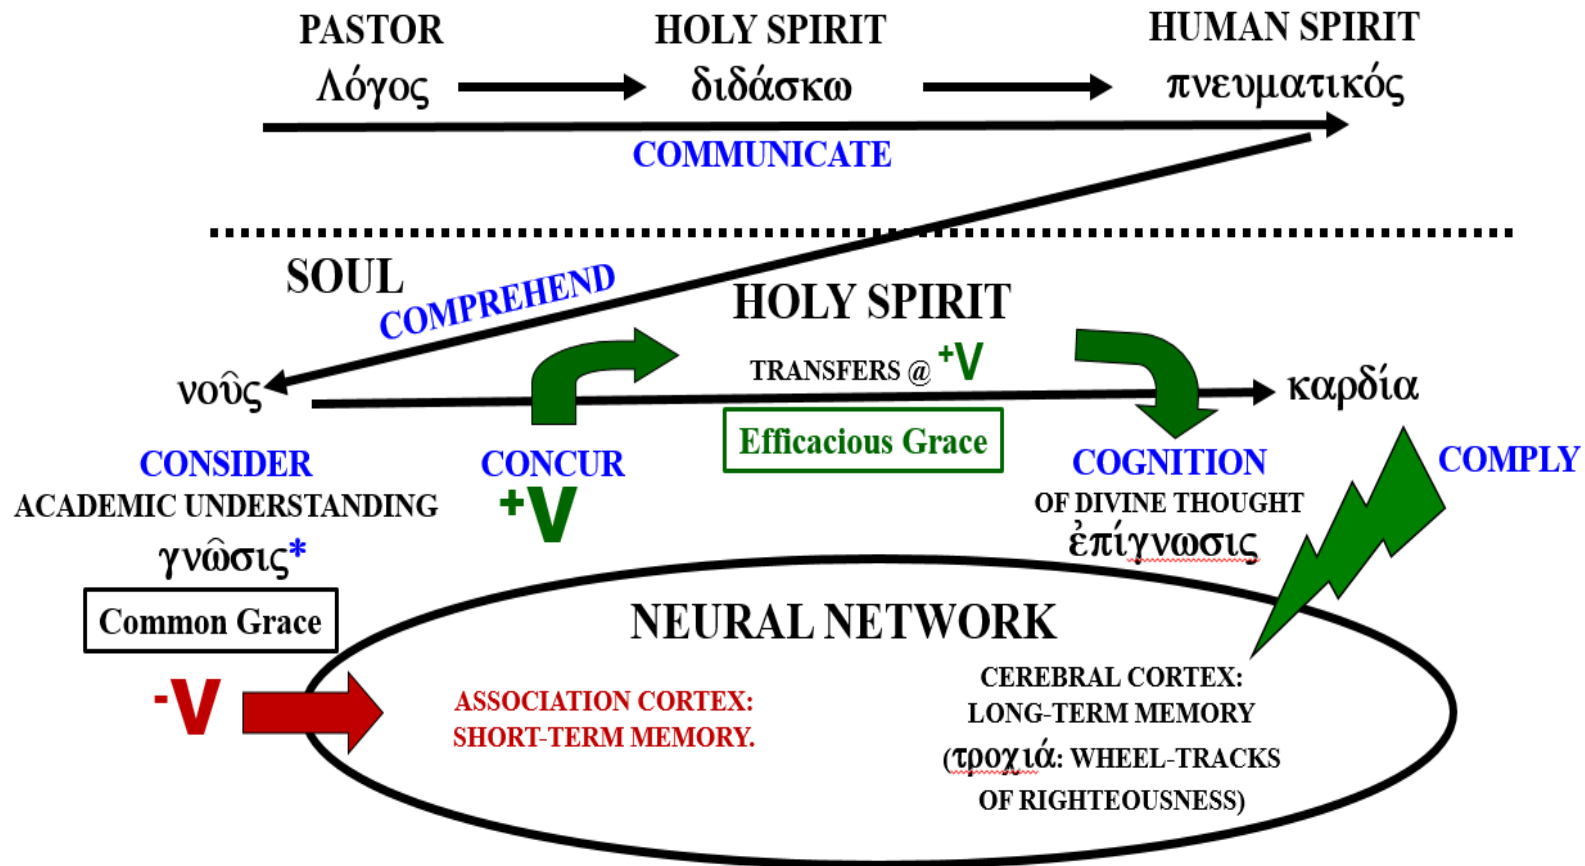 PASTOR
HOLY SPIRIT
HUMAN SPIRIT
Λόγος
διδάσκω
πνευματικός
COMMUNICATE
SOUL
COMPREHEND
HOLY SPIRIT
TRANSFERS @ +V
νοῦς
καρδία
Efficacious Grace
CONSIDER
CONCUR
COGNITION
COMPLY
ACADEMIC UNDERSTANDING
+V
OF DIVINE THOUGHT
γνῶσις*
ἐπίγνωσις
Common Grace
NEURAL NETWORK
-V
ASSOCIATION CORTEX:
SHORT-TERM MEMORY.
CEREBRAL CORTEX:
LONG-TERM MEMORY
(τροχιά: WHEEL-TRACKS
OF RIGHTEOUSNESS)